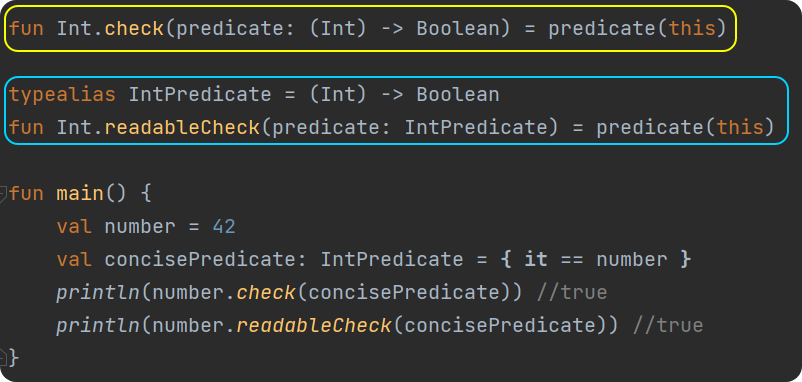 fun Int.check(predicate: (Int) -> Boolean) = predicate(this)
typealias IntPredicate = (Int) -> Boolean
fun Int.readableCheck(predicate: IntPredicate) = predicate(this)
fun main() {
    val number = 42
    val concisePredicate: IntPredicate = { it == number }
    println(number.check(concisePredicate)) //true
    println(number.readableCheck(concisePredicate)) //true
}